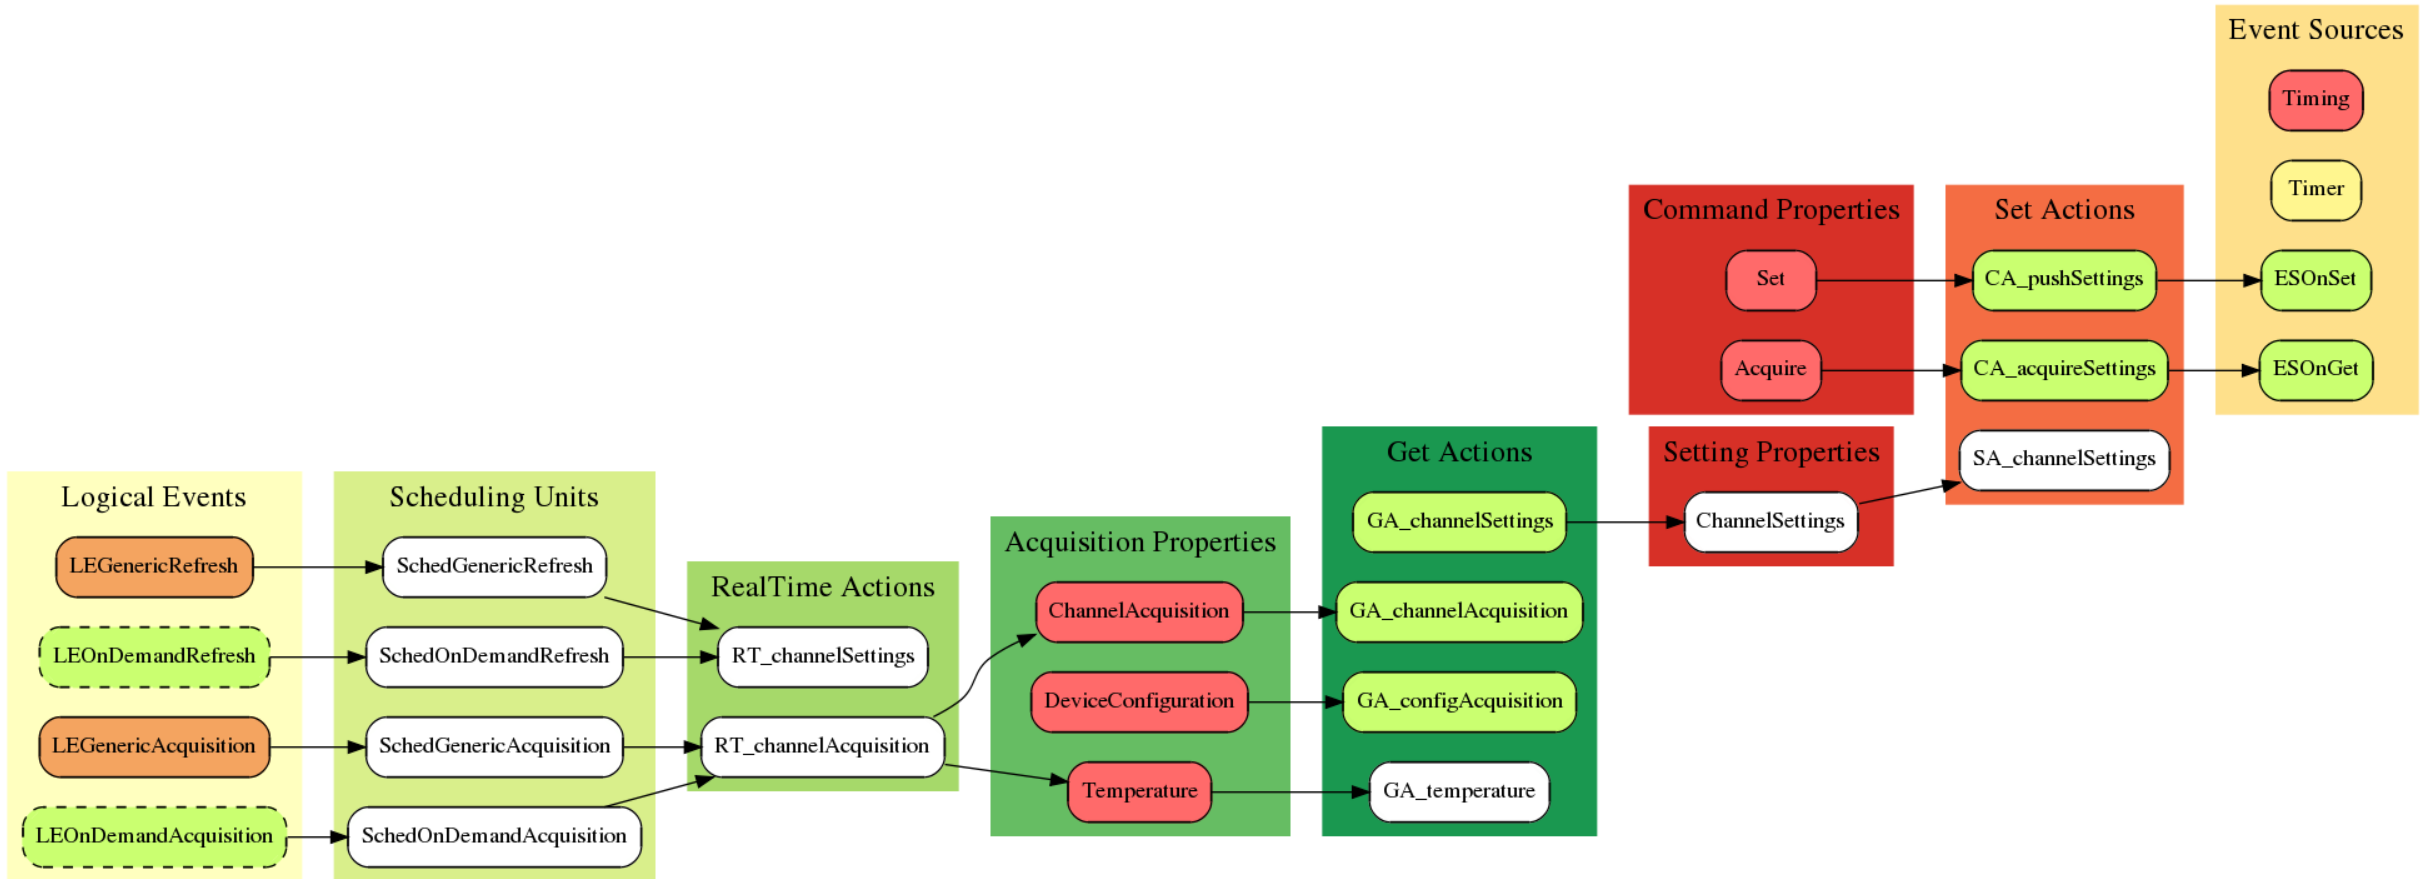 Logical Events
LEGenericRefresh
LEOnDemandRefresh
LEGenericAcquisition
LEOnDemandAcquisition
Scheduling Units
SchedGenericRefresh
SchedOnDemandRefresh
SchedGenericAcquisition
SchedOnDemandAcquisition
RealTime Actions
RT_channelSettings
RT_channelAcquisition
Acquisition Properties
ChannelAcquisition
DeviceConfiguration
Temperature
Get Actions
GA_channelSettings
GA_channelAcquisition
GA_configAcquisition
GA_temperature
Command Properties
Set
Acquire
Setting Properties
ChannelSettings
Set Actions
CA_pushSettings
CA_acquireSettings
SA_channelSettings
Event Sources
Timing
Timer
ESOnSet
ESOnGet